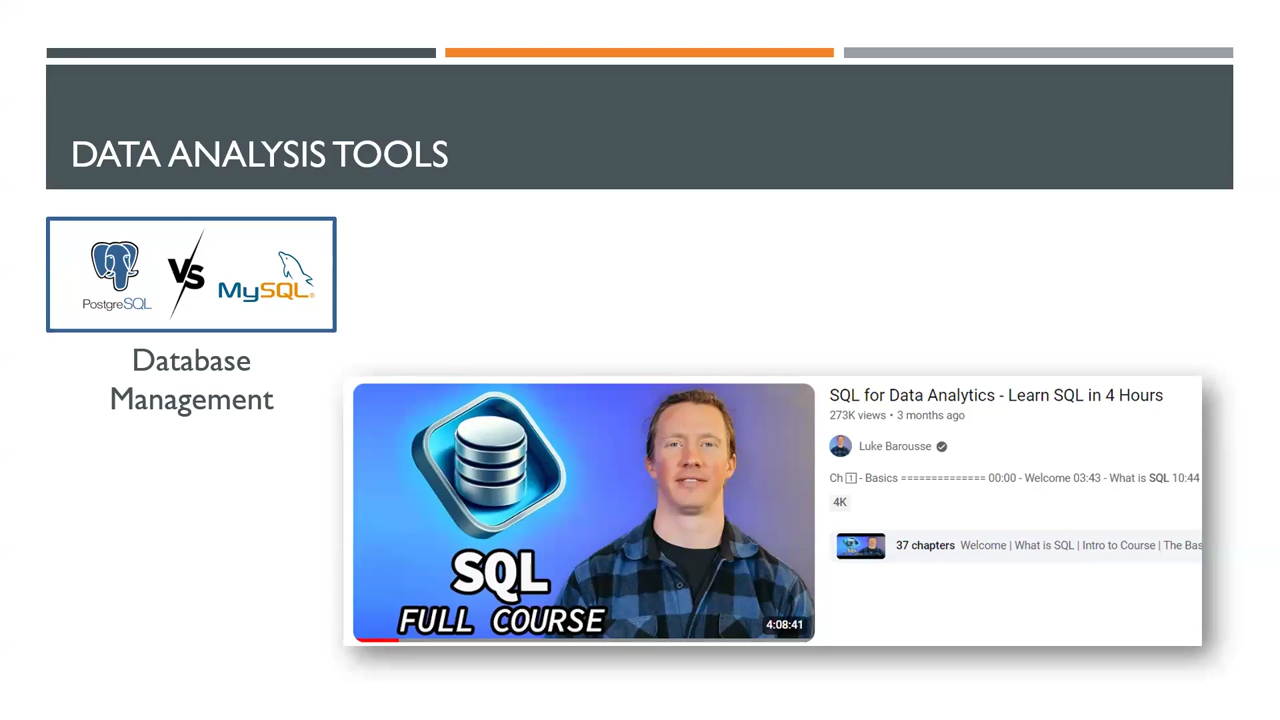 DATA ANALYSIS TOOLS
PostgreSQL
VS
MySQL®
Database
Management
SQL
FULL COURSE
4:08:41
SQL for Data Analytics - Learn SQL in 4 Hours
273K views • 3 months ago
Luke Barousse
Ch 1 - Basics ============== 00:00 - Welcome 03:43 - What is SQL 10:44
4K
37 chapters Welcome | What is SQL | Intro to Course | The Bas